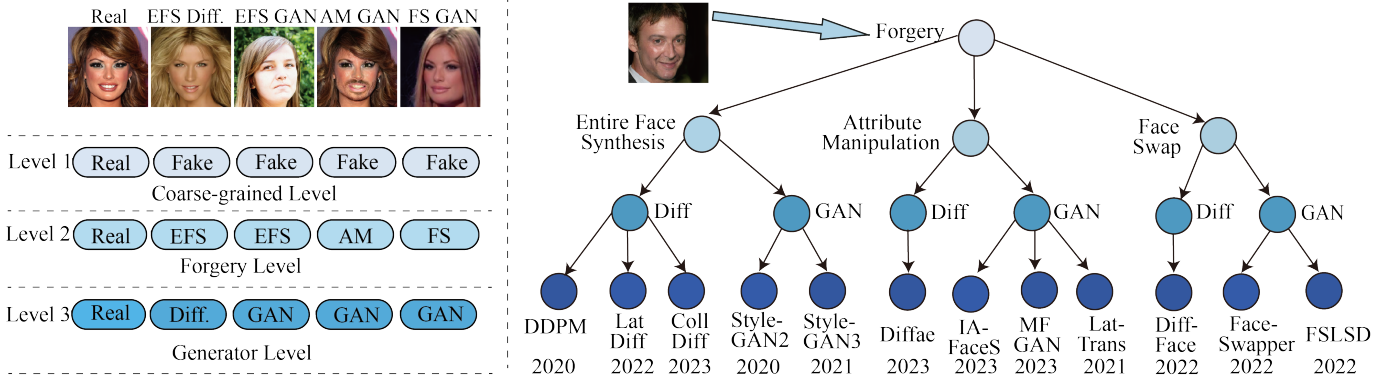 Real EFS Diff. EFS GAN AM GAN FS GAN
Level 1 Real Fake Fake Fake Fake
Coarse-grained Level
Level 2 Real EFS EFS AM FS
Forgery Level
Level 3 Real Diff. GAN GAN GAN
Generator Level
Forgery
Entire Face
Synthesis
Attribute
Manipulation
Face
Swap
Diff GAN Diff GAN Diff GAN
DDPM
2020
Lat
Diff
2022
Coll
Diff
2023
Style-
GAN2
2020
Style-
GAN3
2021
Diffae
2023
IA-
FaceS
2023
MF
GAN
2023
Lat-
Trans
2021
Diff-
Face
2022
Face-
Swapper
2022
FSLSD
2022